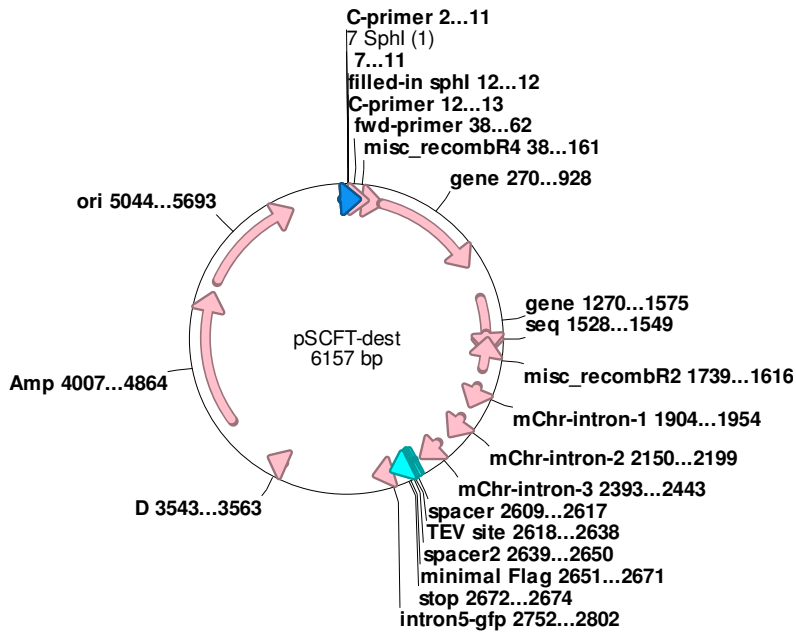 C-primer 2...11
7 SphI (1)
7...11
filled-in sphI 12...12
C-primer 12...13
fwd-primer 38...62
misc_recombR4 38...161
gene 270...928
ori 5044...5693
gene 1270...1575
seq 1528...1549
pSCFT-dest
6157 bp
misc_recombR2 1739...1616
Amp 4007...4864
mChr-intron-1 1904...1954
mChr-intron-2 2150...2199
mChr-intron-3 2393...2443
D 3543...3563
spacer 2609...2617
TEV site 2618...2638
spacer2 2639...2650
minimal Flag 2651...2671
stop 2672...2674
intron5-gfp 2752...2802